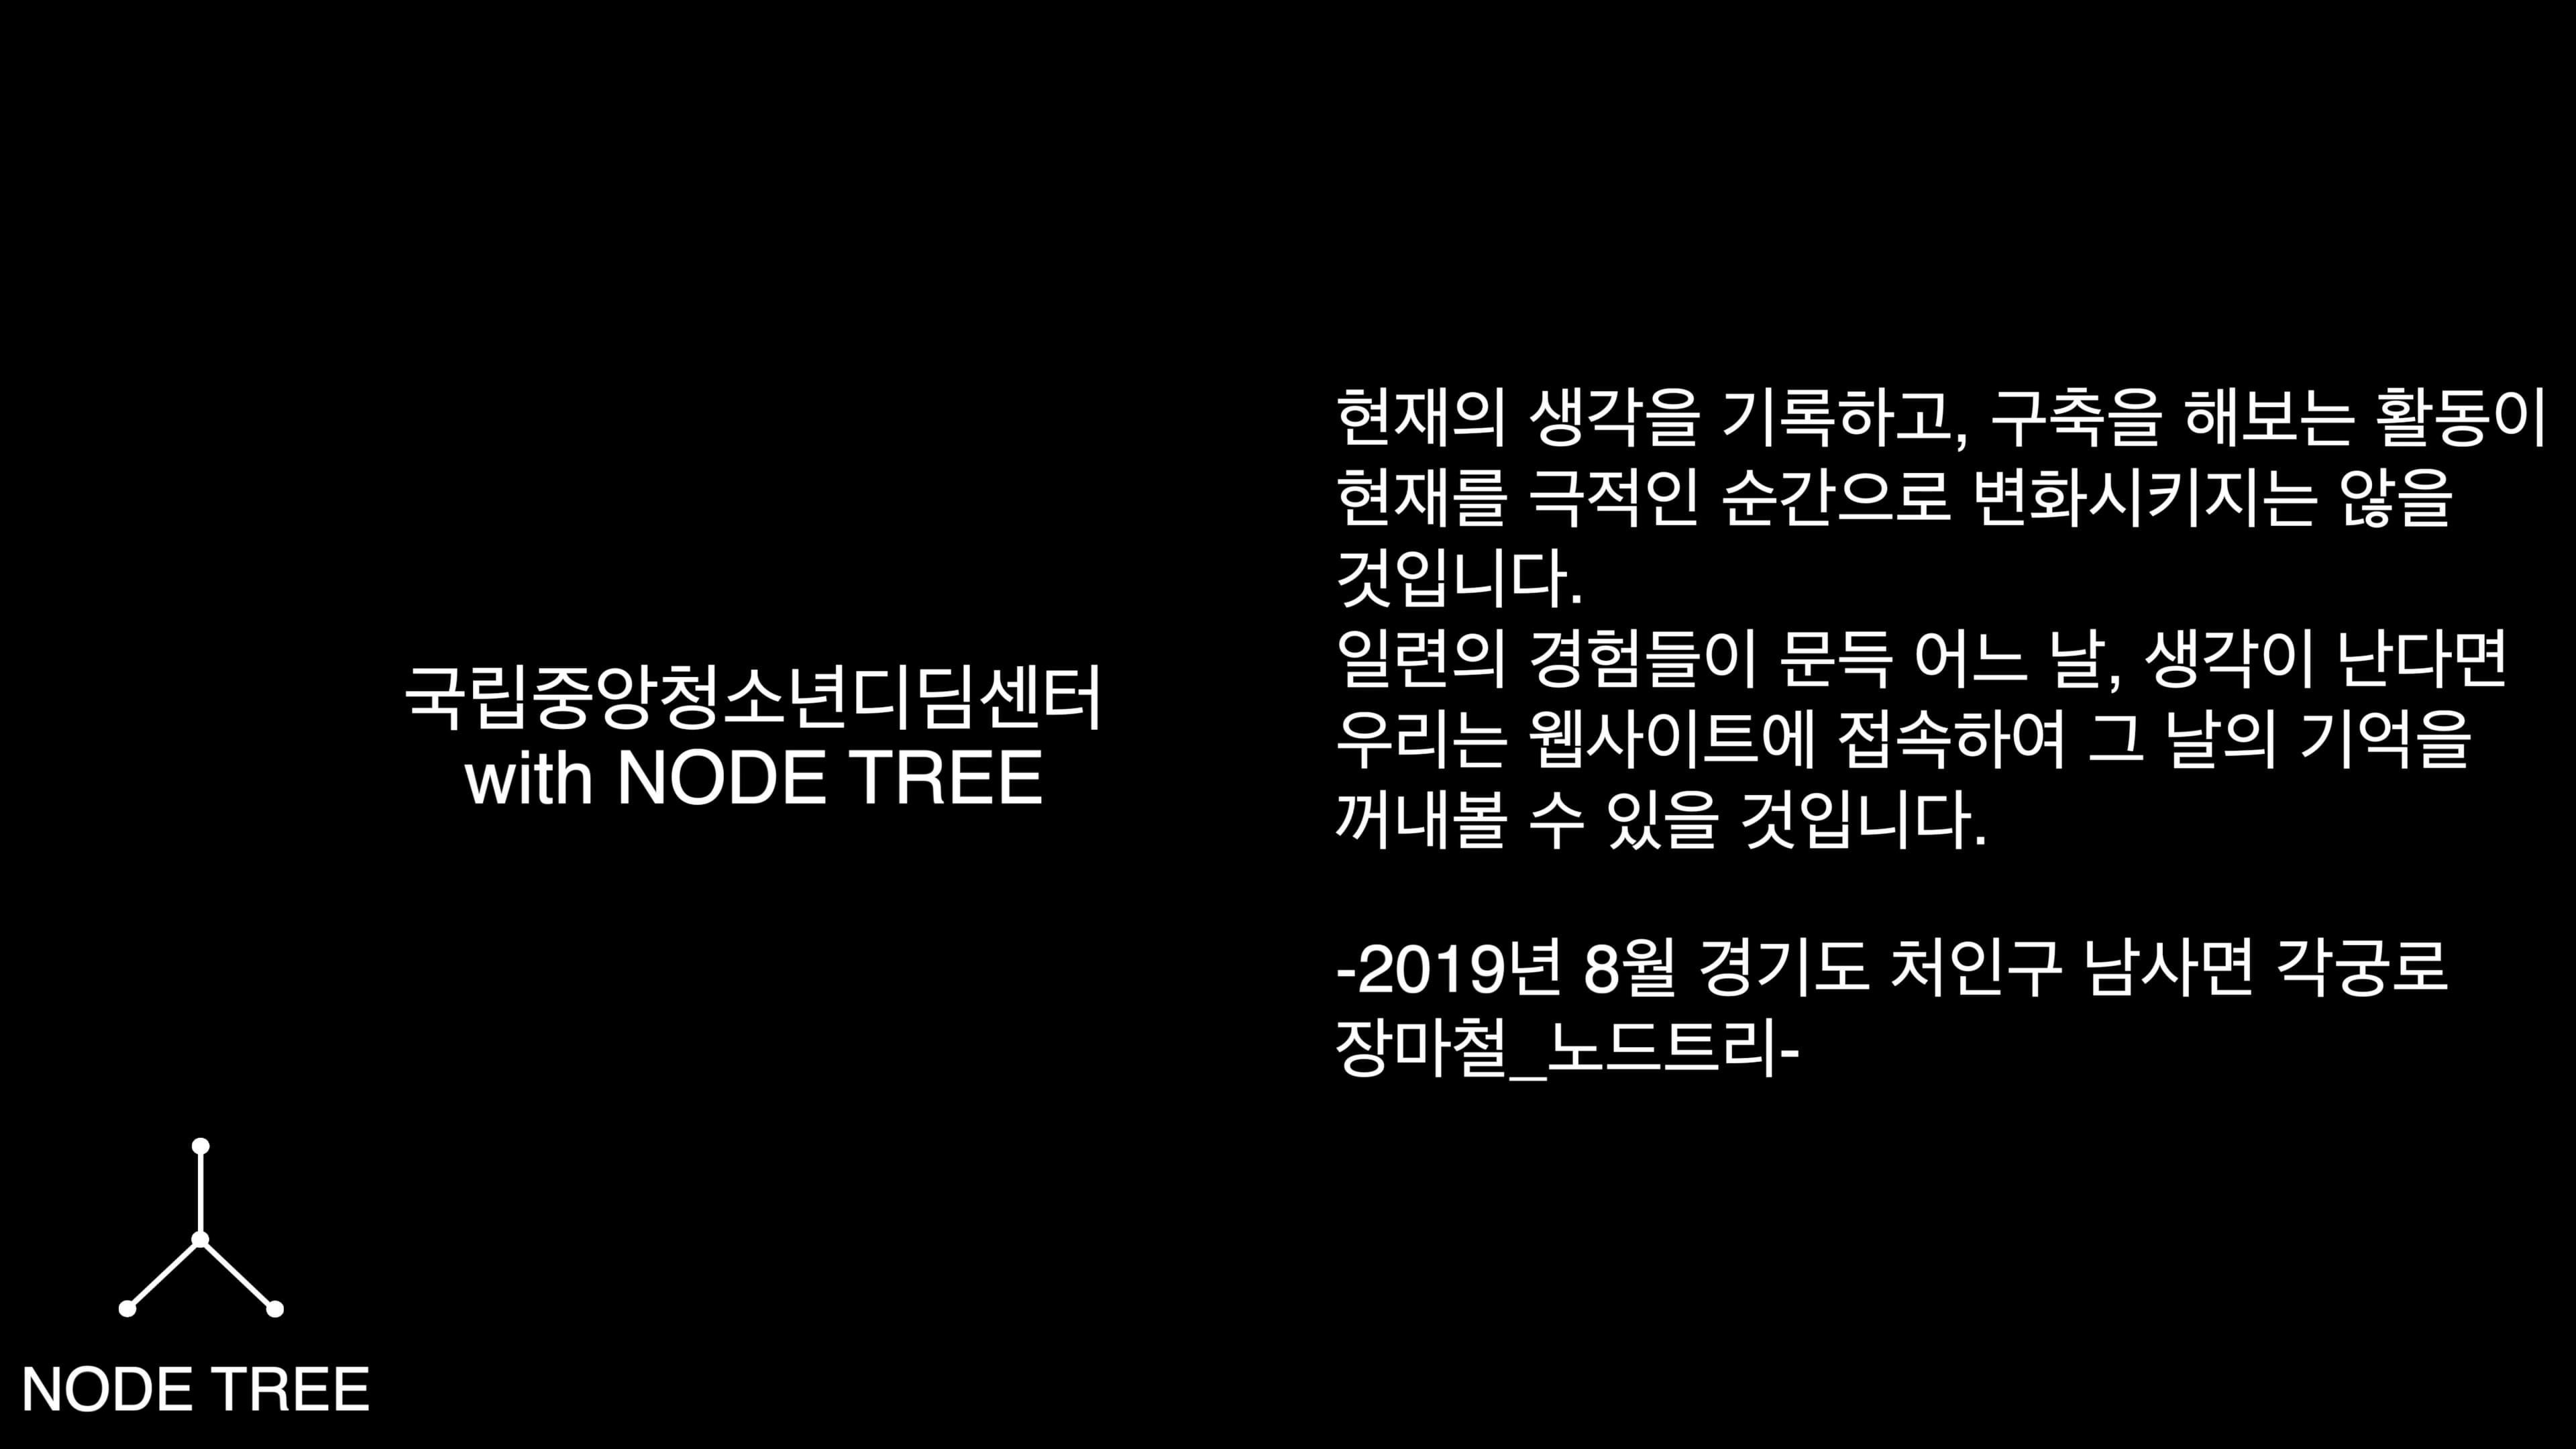 국립중앙청소년디딤센터
with NODE TREE
현재의 생각을 기록하고, 구축을 해보는 활동이
현재를 극적인 순간으로 변화시키지는 않을
것입니다.
일련의 경험들이 문득 어느 날, 생각이 난다면
우리는 웹사이트에 접속하여 그 날의 기억을
꺼내볼 수 있을 것입니다.
-2019년 8월 경기도 처인구 남사면 각궁로
장마철_노드트리-
NODE TREE